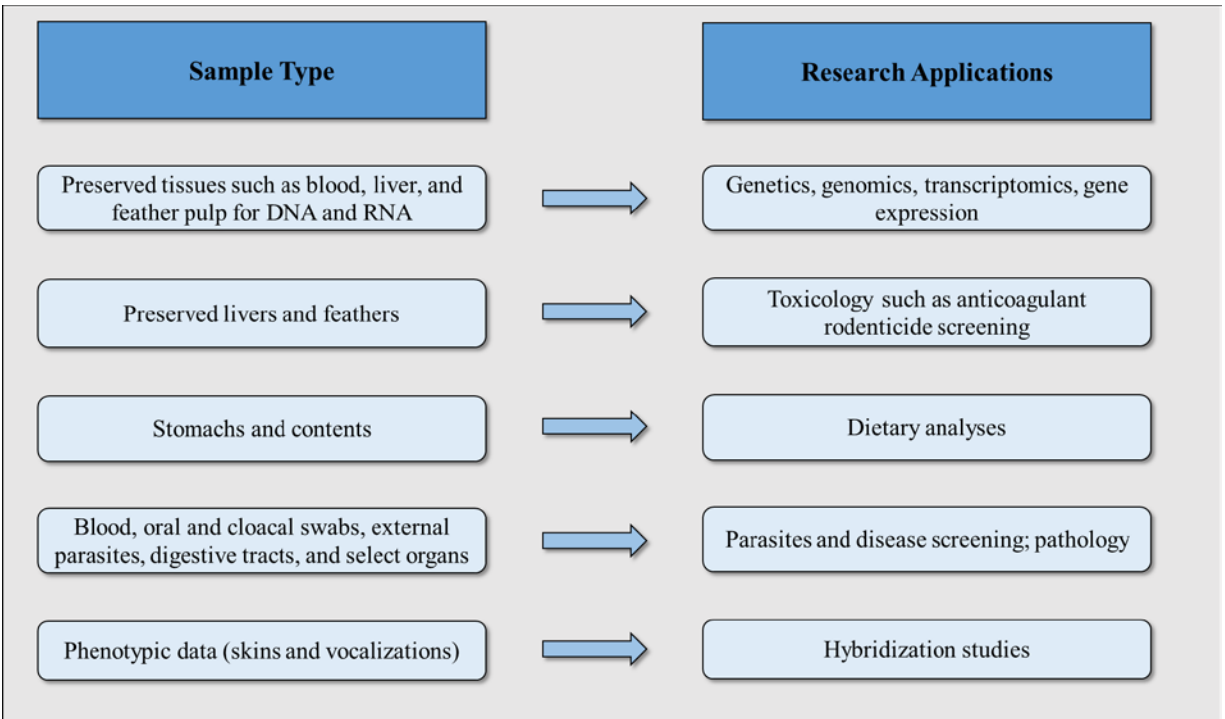 Sample Type
Research Applications
Preserved tissues such as blood, liver, and
feather pulp for DNA and RNA
Genetics, genomics, transcriptomics, gene
expression
Preserved livers and feathers
Toxicology such as anticoagulant
rodenticide screening
Stomachs and contents
Dietary analyses
Blood, oral and cloacal swabs, external
parasites, digestive tracts, and select organs
Parasites and disease screening; pathology
Phenotypic data (skins and vocalizations)
Hybridization studies